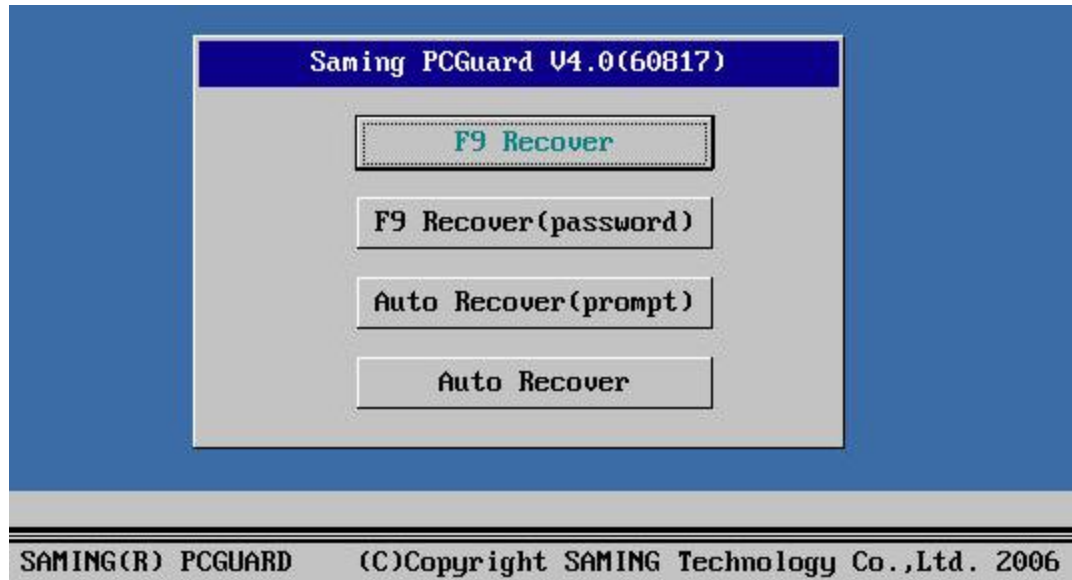 Saming PCGuard V4.0(60817)
F9 Recover
F9 Recover(password)
Auto Recover(prompt)
Auto Recover
SAMING(R) PCGUARD (C)Copyright SAMING Technology Co.,Ltd. 2006